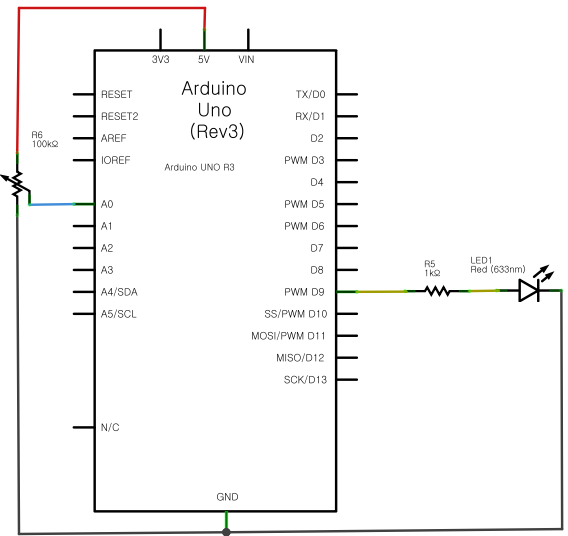 3V3
5V
VIN
Arduino
Uno
(Rev3)
Arduino UNO R3
RESET
RESET2
AREF
IOREF
A0
A1
A2
A3
A4/SDA
A5/SCL
N/C
TX/D0
RX/D1
D2
PWM D3
D4
PWM D5
PWM D6
D7
D8
PWM D9
SS/PWM D10
MOSI/PWM D11
MISO/D12
SCK/D13
GND
R6
100kΩ
R5
1kΩ
LED1
Red (633nm)